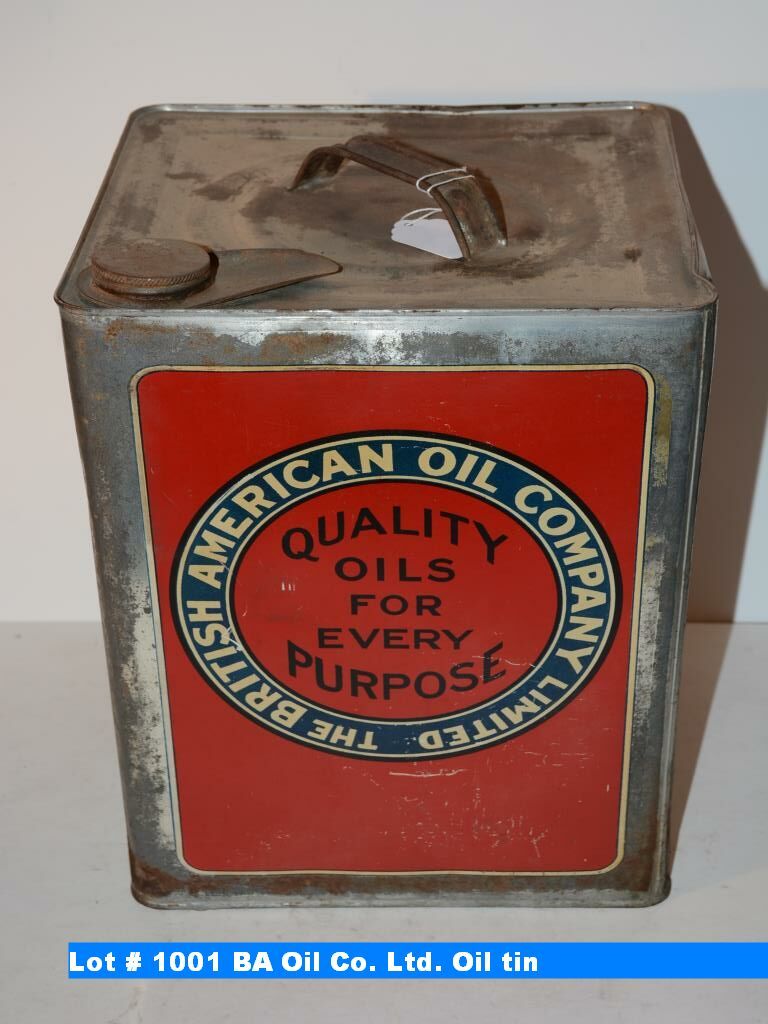 THE BRITISH AMERICAN OIL COMPANY LIMITED
QUALITY
OILS
FOR
EVERY
PURPOSE
Lot # 1001 BA Oil Co. Ltd. Oil tin